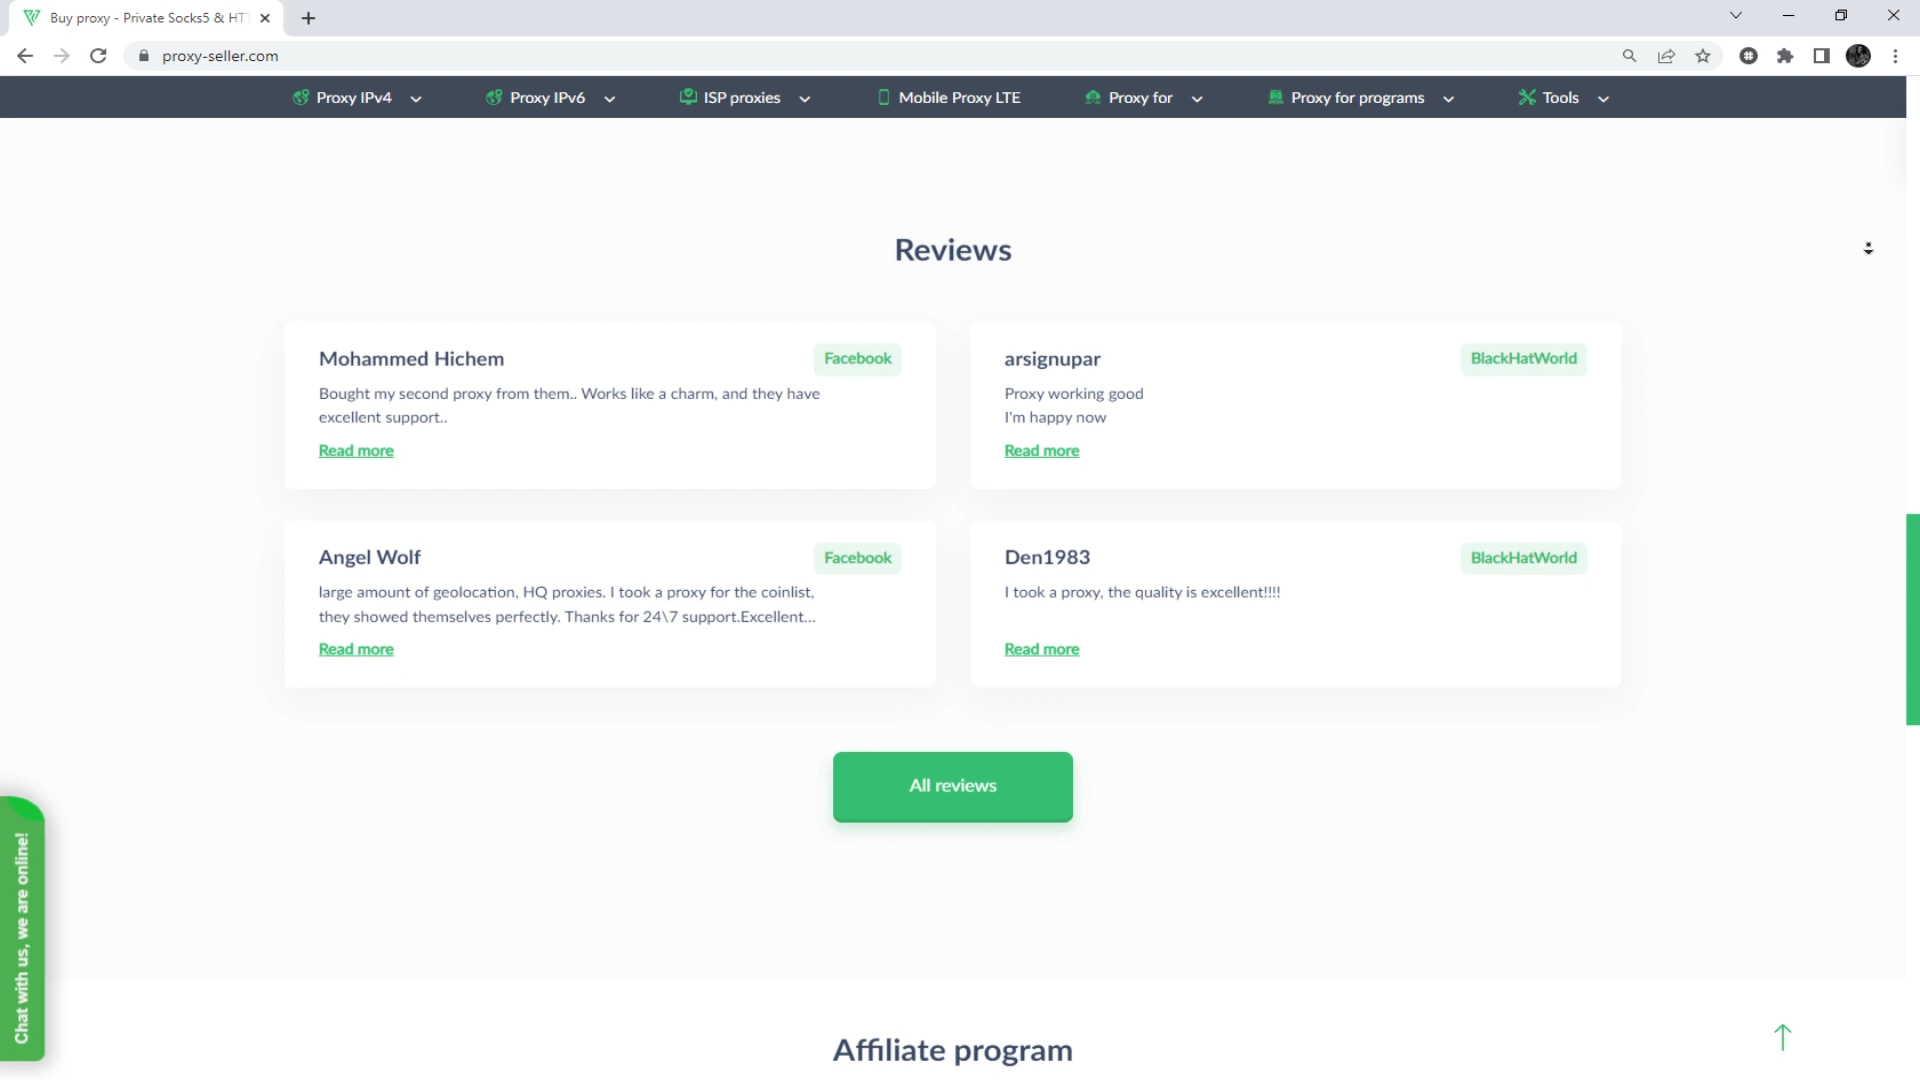 Buy proxy - Private Socks5 & HT
proxy-seller.com
Proxy IPv4
Proxy IPv6
ISP proxies
Mobile Proxy LTE
Proxy for
Proxy for programs
Tools
Reviews
Mohammed Hichem
Facebook
Bought my second proxy from them.. Works like a charm, and they have
excellent support..
Read more
arsignupar
BlackHatWorld
Proxy working good
I'm happy now
Read more
Angel Wolf
Facebook
large amount of geolocation, HQ proxies. I took a proxy for the coinlist,
they showed themselves perfectly. Thanks for 24\7 support.Excellent...
Read more
Den1983
BlackHatWorld
I took a proxy, the quality is excellent!!!!
Read more
All reviews
Chat with us, we are online!
Affiliate program